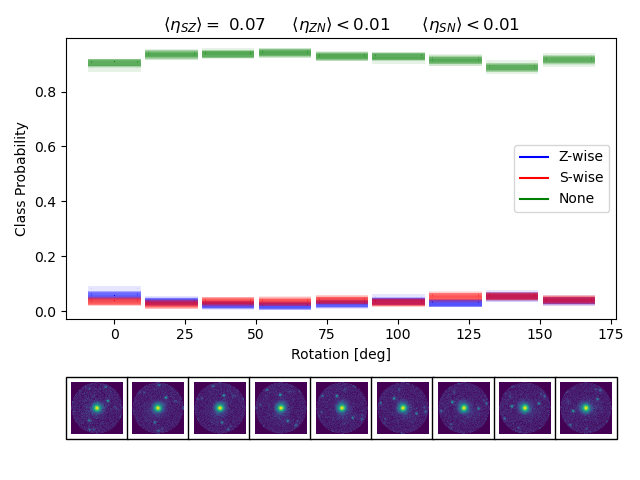 ⟨η_SZ⟩ = 0.07 ⟨η_ZN⟩ < 0.01 ⟨η_SN⟩ < 0.01
0.8
0.6
0.4
0.2
0.0
Class Probability
Z-wise
S-wise
None
0 25 50 75 100 125 150 175
Rotation [deg]